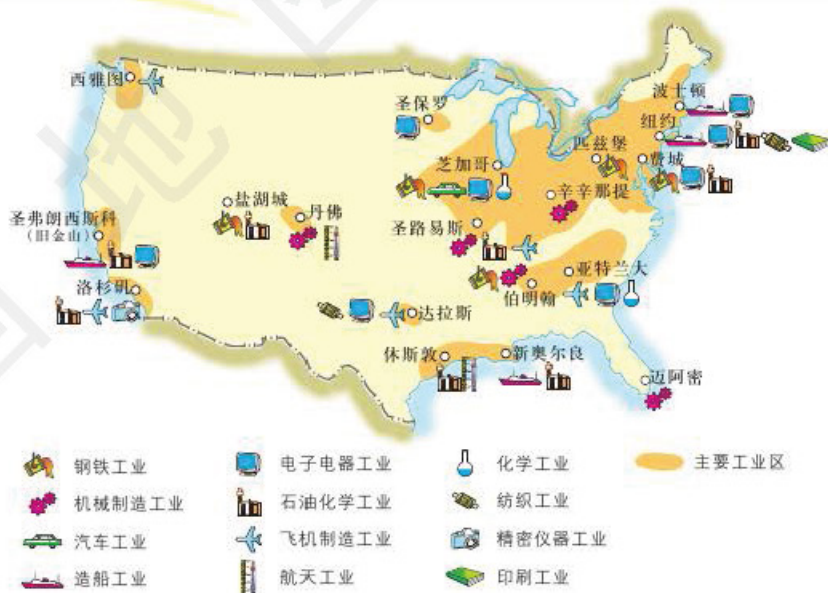 西雅图
圣保罗
波士顿
纽约
匹兹堡
费城
芝加哥
辛辛那提
盐湖城
丹佛
圣路易斯
圣弗朗西斯科
(旧金山)
亚特兰大
洛杉矶
伯明翰
达拉斯
休斯敦
新奥尔良
迈阿密
钢铁工业
电子电器工业
化学工业
主要工业区
机械制造工业
石油化学工业
纺织工业
汽车工业
飞机制造工业
精密仪器工业
造船工业
航天工业
印刷工业